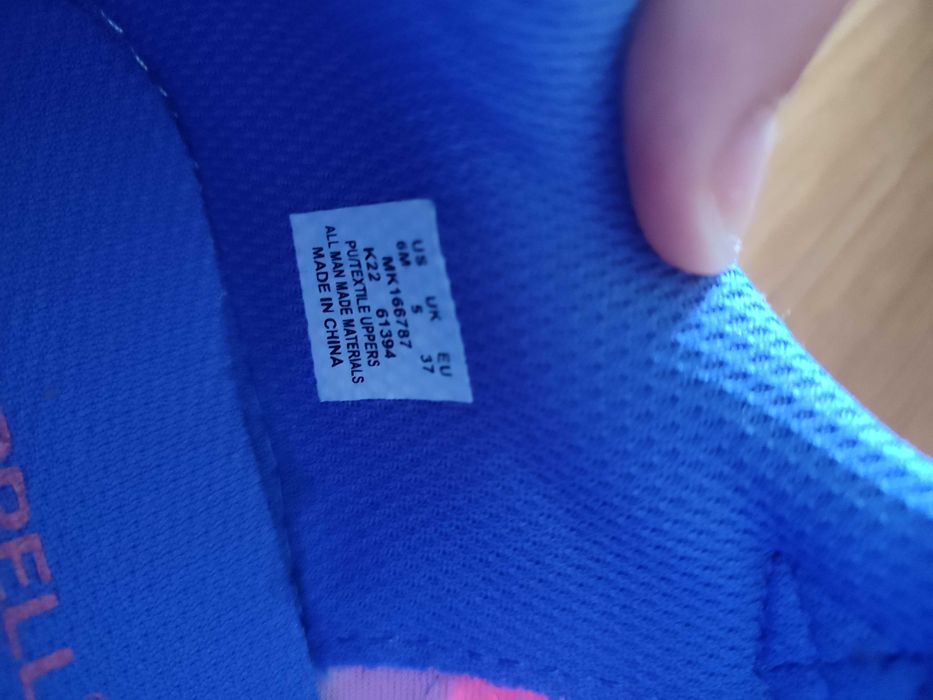 US UK EU
6M 5 37
MK166787
K22 61394
PU/TEXTILE UPPERS
ALL MAN MADE MATERIALS
MADE IN CHINA
RELL